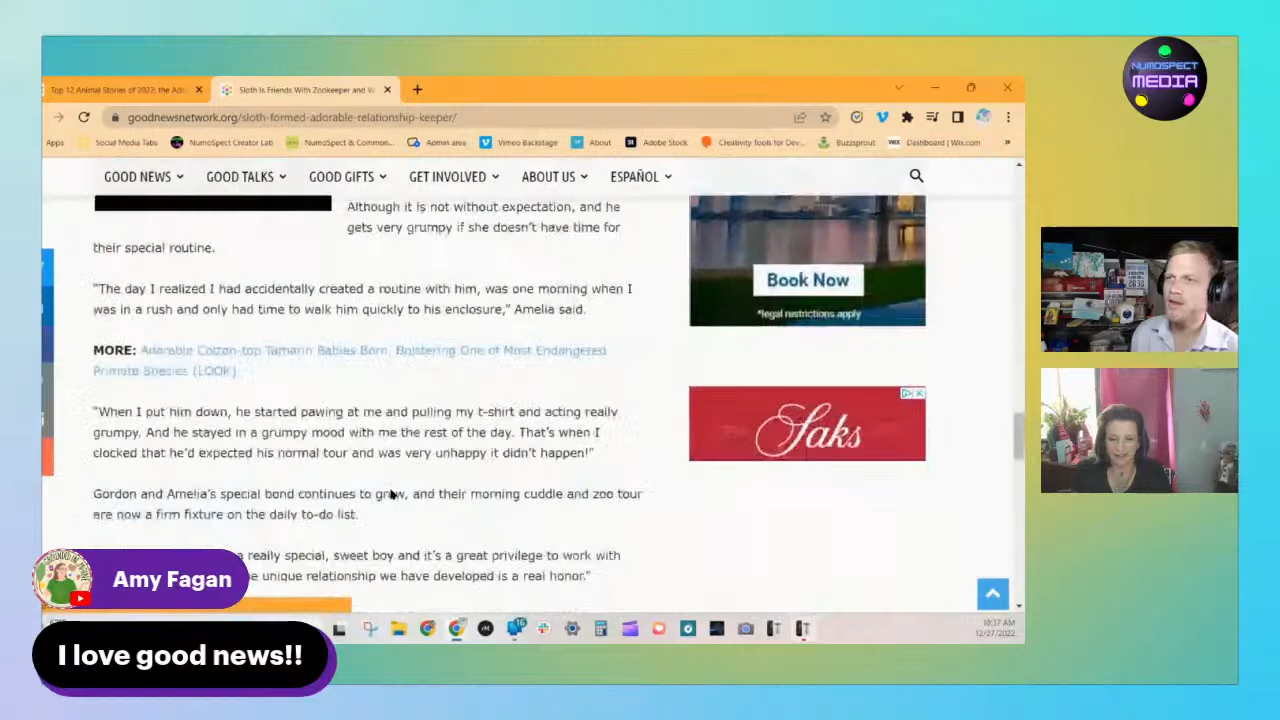 NUMOSPECT
MEDIA
Top 12 Animal Stories of 2022: the Ado
Sloth Is Friends With Zookeeper and W
goodnewsnetwork.org/sloth-formed-adorable-relationship-keeper/
Apps
Social Media Tabs
NumoSpect Creator Lab
NumoSpect & Common...
Admin area
Vimeo Backstage
About
Adobe Stock
Creativity Tools for Dev...
Buzzsprout
Dashboard | Wix.com
GOOD NEWS
GOOD TALKS
GOOD GIFTS
GET INVOLVED
ABOUT US
ESPAÑOL
Although it is not without expectation, and he
gets very grumpy if she doesn't have time for
their special routine.
"The day I realized I had accidentally created a routine with him, was one morning when I
was in a rush and only had time to walk him quickly to his enclosure," Amelia said.
MORE: Adorable Cotton-top Tamarin Babies Born, Bolstering One of Most Endangered
Primate Species (LOOK)
"When I put him down, he started pawing at me and pulling my t-shirt and acting really
grumpy. And he stayed in a grumpy mood with me the rest of the day. That's when I
clocked that he'd expected his normal tour and was very unhappy it didn't happen!"
Gordon and Amelia's special bond continues to grow, and their morning cuddle and zoo tour
are now a firm fixture on the daily to-do list.
a really special, sweet boy and it's a great privilege to work with
e unique relationship we have developed is a real honor."
Book Now
*legal restrictions apply
Saks
10:37 AM
12/27/2022
Amy Fagan
I love good news!!